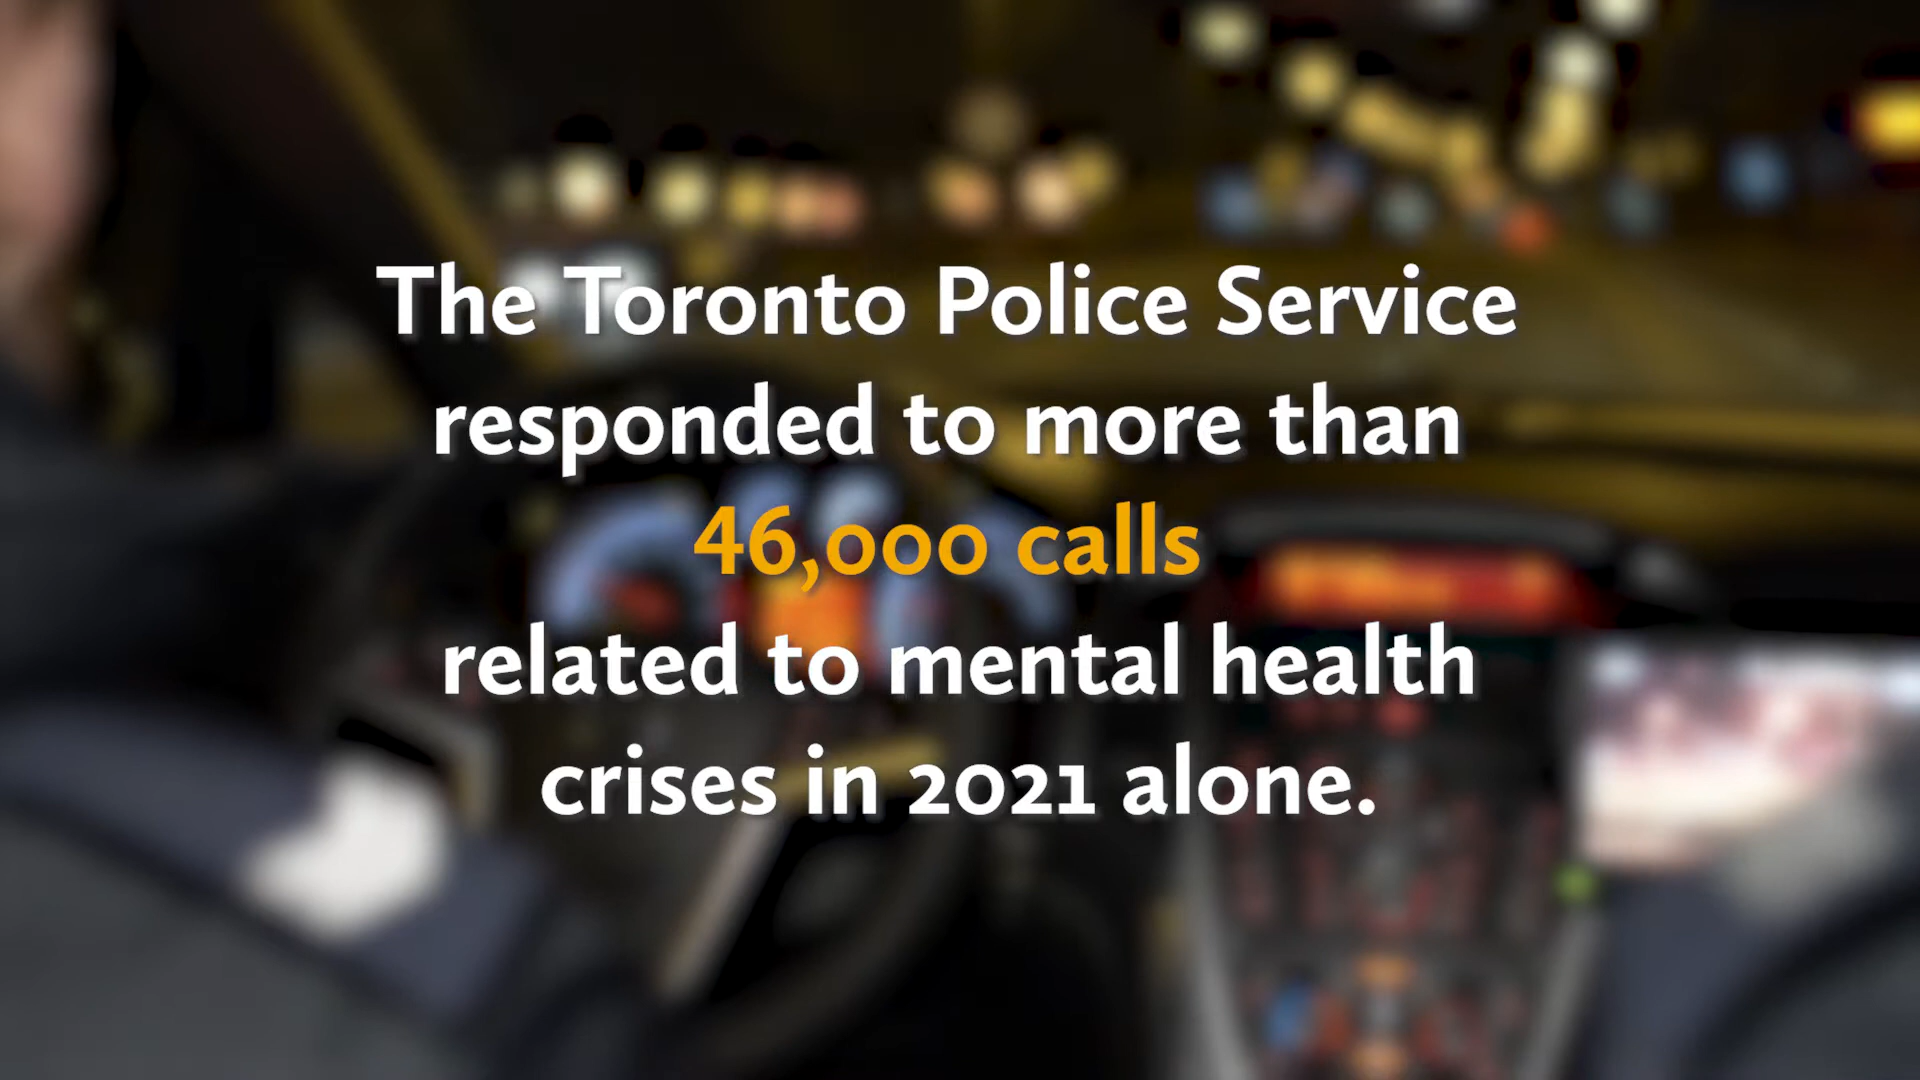 The Toronto Police Service
responded to more than
46,000 calls
related to mental health
crises in 2021 alone.